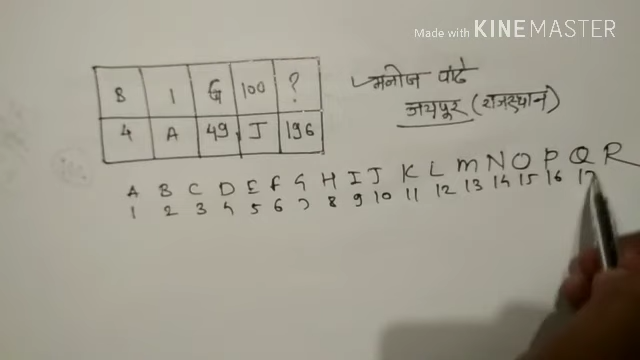 Made with KINEMASTER
B 1 G 100 ?
4 A 49 J 196
मनोज पांडे
जयपुर (राजस्थान)
A B C D E F G H I J K L M N O P Q R
1 2 3 4 5 6 7 8 9 10 11 12 13 14 15 16 17